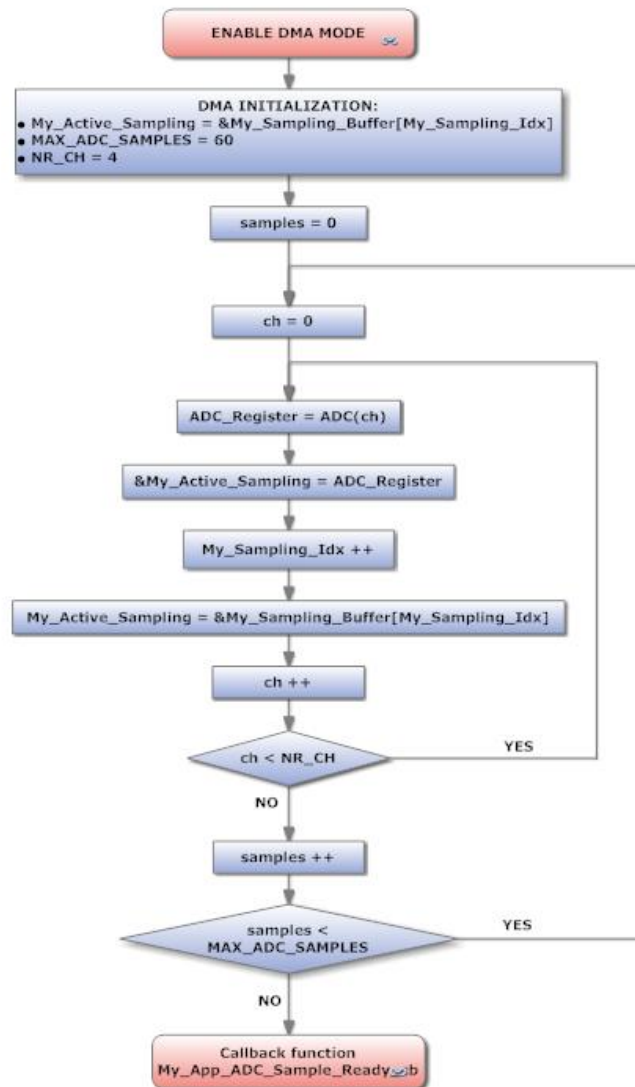 ENABLE DMA MODE
DMA INITIALIZATION:
• My_Active_Sampling = &My_Sampling_Buffer[My_Sampling_Idx]
• MAX_ADC_SAMPLES = 60
• NR_CH = 4
samples = 0
ch = 0
ADC_Register = ADC(ch)
&My_Active_Sampling = ADC_Register
My_Sampling_Idx ++
My_Active_Sampling = &My_Sampling_Buffer[My_Sampling_Idx]
ch ++
ch < NR_CH
YES
NO
samples ++
samples <
MAX_ADC_SAMPLES
YES
NO
Callback function